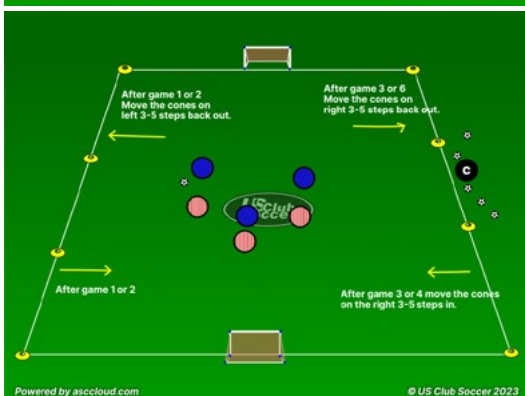 After game 1 or 2
Move the cones on
left 3-5 steps back out.
After game 3 or 6
Move the cones on
right 3-5 steps back out.
C
US Club
Soccer
After game 1 or 2
After game 3 or 4 move the cones
on the right 3-5 steps in.
Powered by asccloud.com
© US Club Soccer 2023